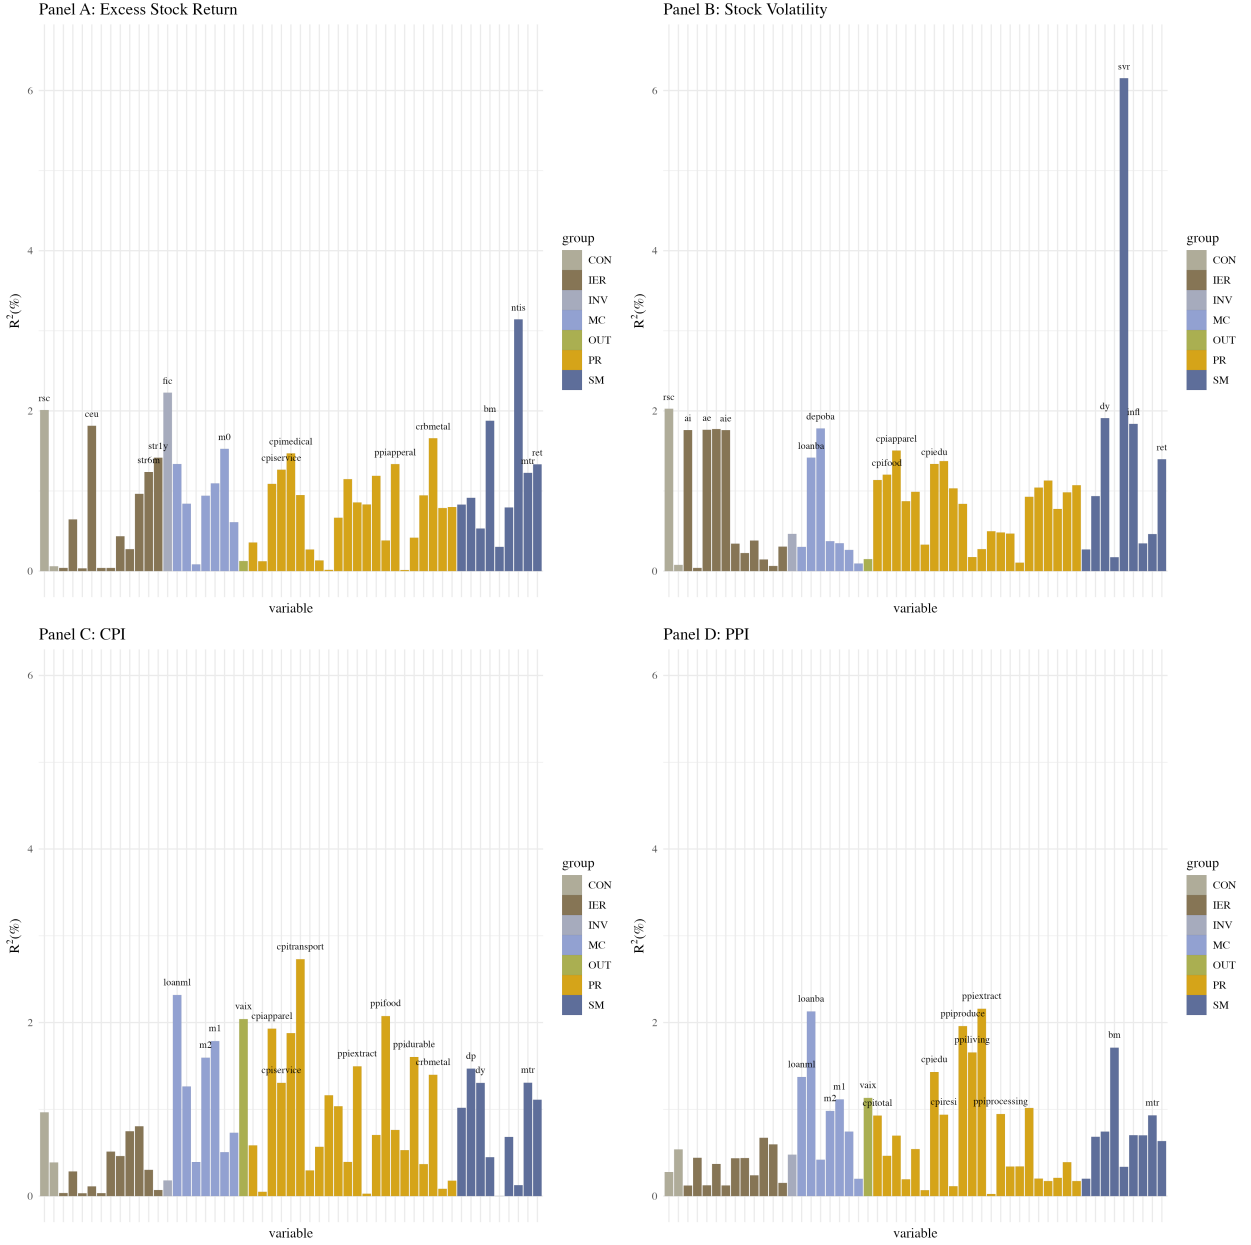 Panel A: Excess Stock Return
R²(%)
6
4
2
0
rsc
ceu
str6m
str1y
fic
m0
cpiservice
cpimedical
ppiapperal
crbmetal
bm
ntis
mtr
ret
variable
group
CON
IER
INV
MC
OUT
PR
SM
Panel B: Stock Volatility
R²(%)
6
4
2
0
rsc
ai
ae
aie
loanba
depoba
cpifood
cpiapparel
cpiedu
dy
svr
infl
ret
variable
group
CON
IER
INV
MC
OUT
PR
SM
Panel C: CPI
R²(%)
6
4
2
0
loanml
m2
m1
vaix
cpiapparel
cpiservice
cpitransport
ppiextract
ppifood
ppidurable
crbmetal
dp
dy
mtr
variable
group
CON
IER
INV
MC
OUT
PR
SM
Panel D: PPI
R²(%)
6
4
2
0
loanml
loanba
m2
m1
vaix
cpitotal
cpiedu
cpiresi
ppiproduce
ppiliving
ppiextract
ppiprocessing
bm
mtr
variable
group
CON
IER
INV
MC
OUT
PR
SM